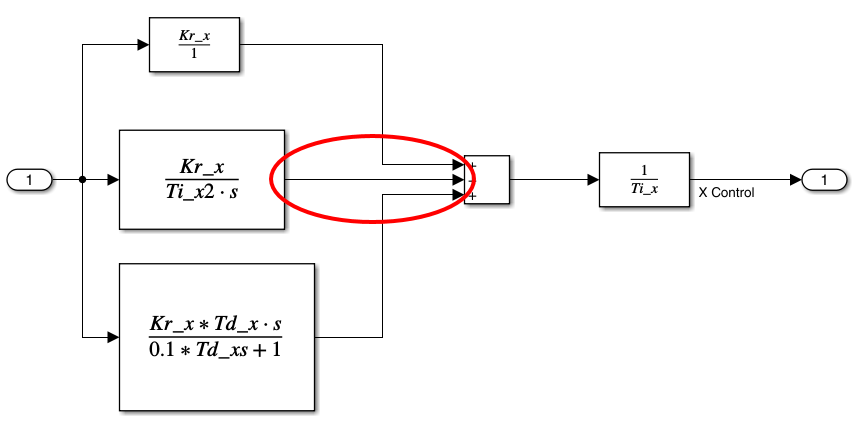 Kr_x
1
1
Kr_x
Ti_x2 · s
+
-
+
1
Ti_x
X Control
1
Kr_x * Td_x · s
0.1 * Td_xs + 1